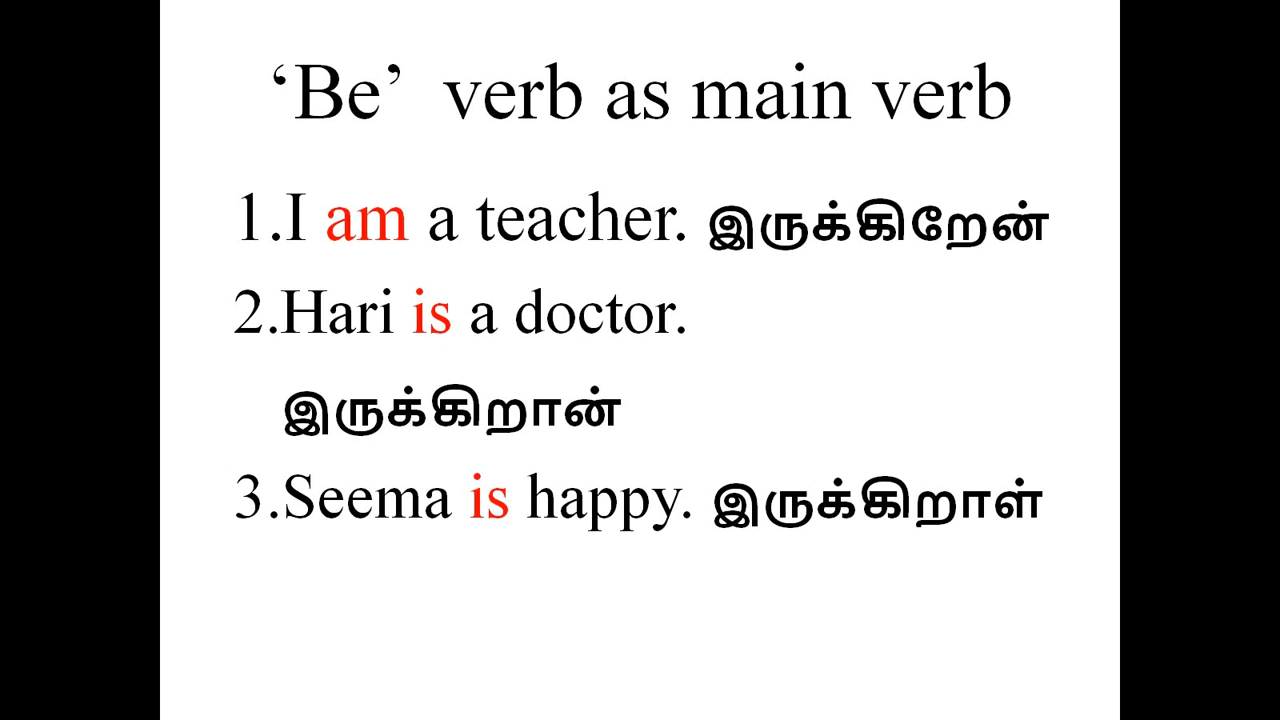 ‘Be’ verb as main verb
1.I am a teacher. இருக்கிறேன்
2.Hari is a doctor.
இருக்கிறான்
3.Seema is happy. இருக்கிறாள்